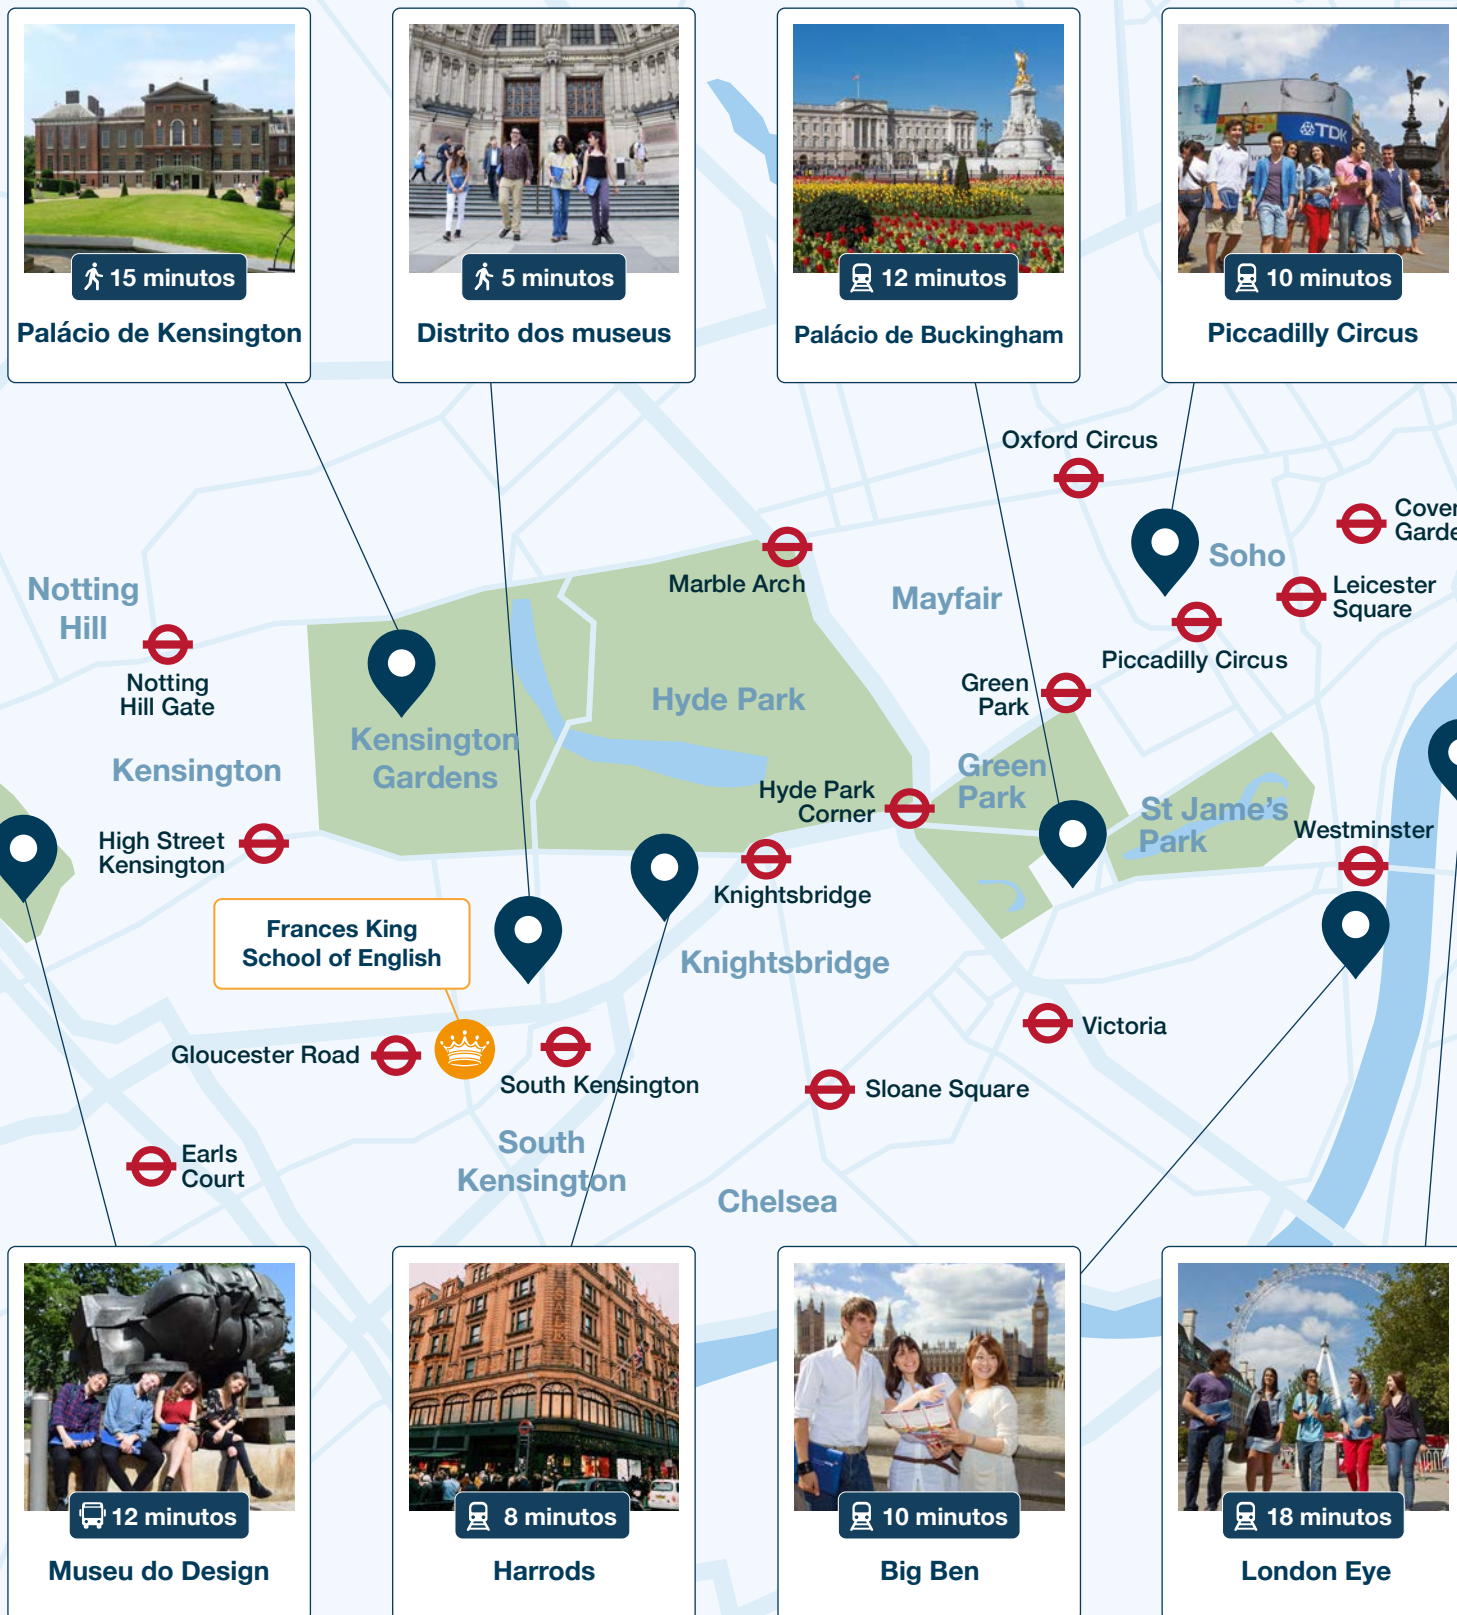 TDK
15 minutos
5 minutos
12 minutos
10 minutos
Palácio de Kensington
Distrito dos museus
Palácio de Buckingham
Piccadilly Circus
Oxford Circus
Cover
Garde
Soho
Marble Arch
Leicester
Square
Mayfair
Notting
Hill
Piccadilly Circus
Notting
Hill Gate
Green
Park
Hyde Park
Kensington
Gardens
Kensington
Green
Park
Hyde Park
Corner
St Jame's
Park
Westminster
High Street
Kensington
Knightsbridge
Frances King
School of English
Knightsbridge
Victoria
Gloucester Road
South Kensington
Sloane Square
South
Kensington
Earls
Court
Chelsea
12 minutos
8 minutos
10 minutos
18 minutos
Museu do Design
Harrods
Big Ben
London Eye